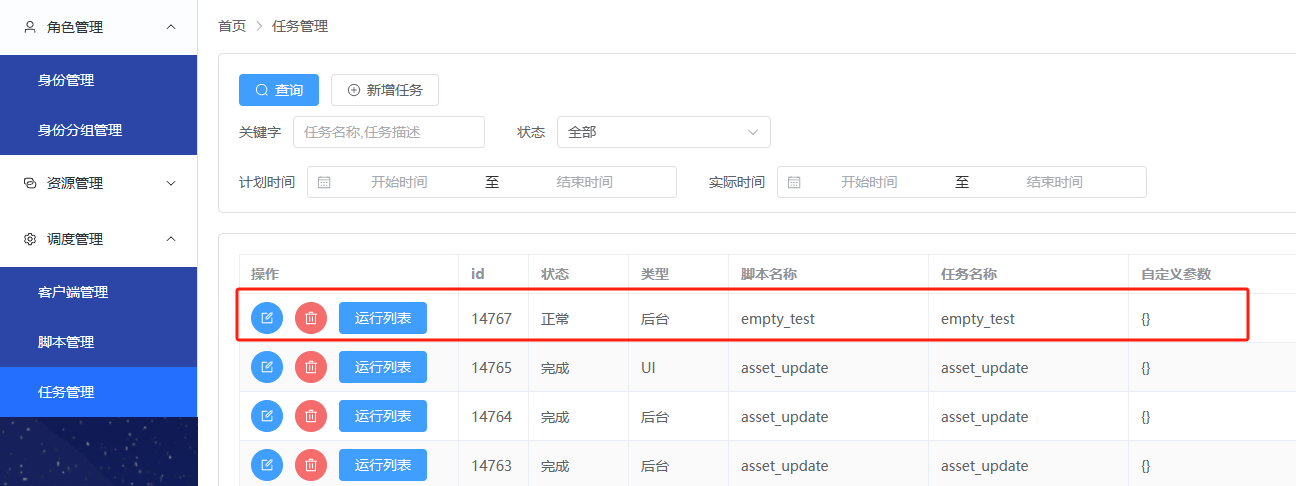 角色管理
身份管理
身份分组管理
资源管理
调度管理
客户端管理
脚本管理
任务管理
首页 > 任务管理
查询 新增任务
关键字 任务名称,任务描述 状态 全部
计划时间 开始时间 至 结束时间 实际时间 开始时间 至 结束时间
操作 id 状态 类型 脚本名称 任务名称 自定义参数
运行列表 14767 正常 后台 empty_test empty_test {}
运行列表 14765 完成 UI asset_update asset_update {}
运行列表 14764 完成 后台 asset_update asset_update {}
运行列表 14763 完成 后台 asset_update asset_update {}